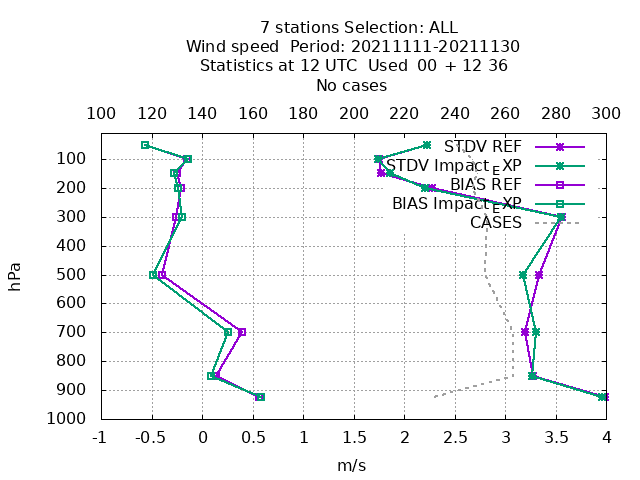 7 stations Selection: ALL
Wind speed  Period: 20211111-20211130
Statistics at 12 UTC  Used  00  + 12 36
No cases
100 120 140 160 180 200 220 240 260 280 300
STDV REF
STDV Impact_EXP
BIAS REF
BIAS Impact_EXP
CASES
100
200
300
400
500
600
700
800
900
1000
hPa
-1 -0.5 0 0.5 1 1.5 2 2.5 3 3.5 4
m/s